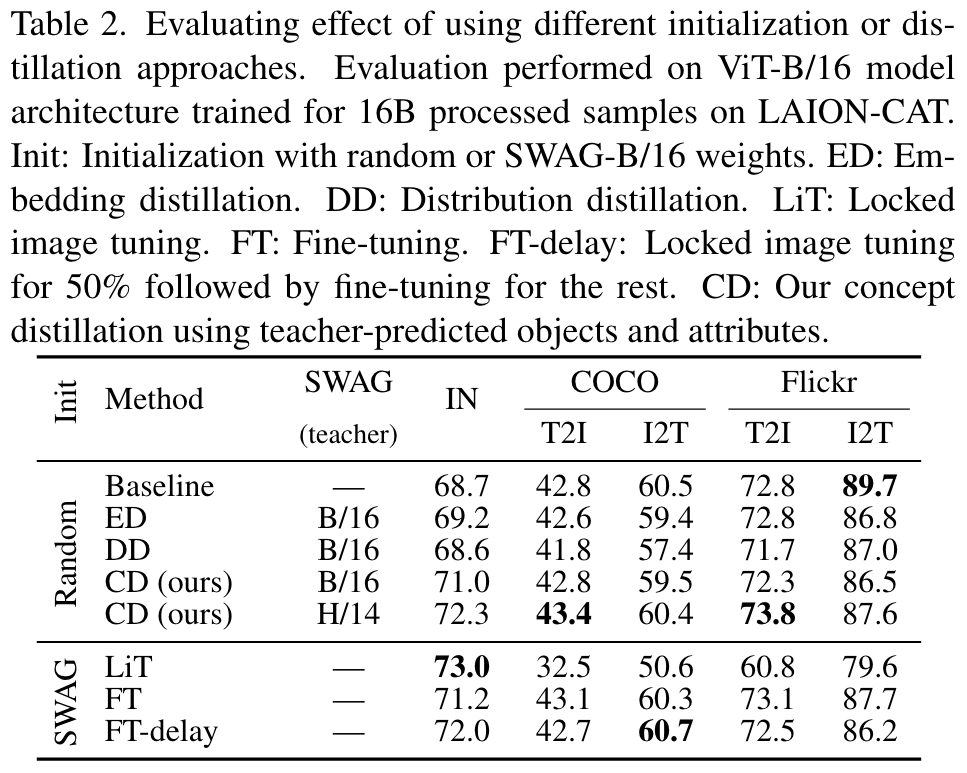 Table 2. Evaluating effect of using different initialization or dis-
tillation approaches. Evaluation performed on ViT-B/16 model
architecture trained for 16B processed samples on LAION-CAT.
Init: Initialization with random or SWAG-B/16 weights. ED: Em-
bedding distillation. DD: Distribution distillation. LiT: Locked
image tuning. FT: Fine-tuning. FT-delay: Locked image tuning
for 50% followed by fine-tuning for the rest. CD: Our concept
distillation using teacher-predicted objects and attributes.
Init Method SWAG IN COCO Flickr
(teacher) T2I I2T T2I I2T
Random
Baseline — 68.7 42.8 60.5 72.8 89.7
ED B/16 69.2 42.6 59.4 72.8 86.8
DD B/16 68.6 41.8 57.4 71.7 87.0
CD (ours) B/16 71.0 42.8 59.5 72.3 86.5
CD (ours) H/14 72.3 43.4 60.4 73.8 87.6
SWAG
LiT — 73.0 32.5 50.6 60.8 79.6
FT — 71.2 43.1 60.3 73.1 87.7
FT-delay — 72.0 42.7 60.7 72.5 86.2